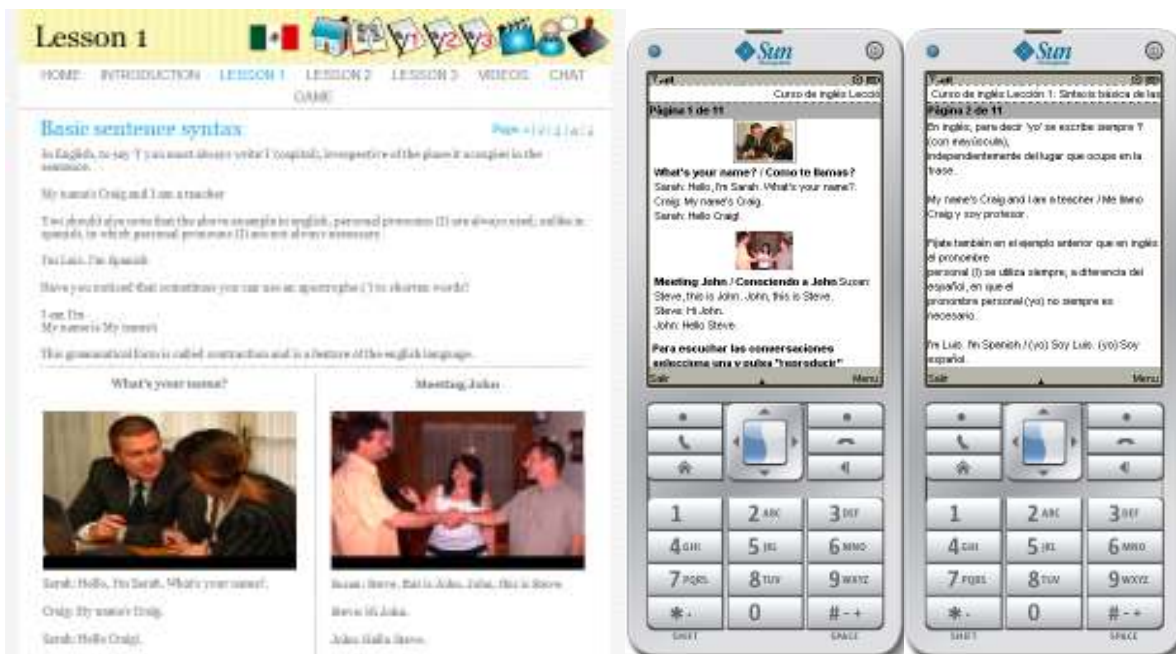 Lesson 1
HOME INTRODUCTION LESSON 1 LESSON 2 LESSON 3 VIDEOS CHAT
GAME
Basic sentence syntax
Page:
In English, to say 'I' you must always write I (capital), irrespective of the place it occupies in the
sentence.
My name's Craig and I am a teacher
You should also note that the above example in english, personal pronouns (I) are always used, unlike in
spanish, in which personal pronouns (I) are not always necessary
I'm Luis. I'm Spanish
Have you noticed that sometimes you can use an apostrophe (') to shorten words?
I am I'm
My name is My name's
This grammatical form is called contraction and is a feature of the english language.
What's your name?
Sarah: Hello, I'm Sarah. What's your name?.
Craig: My name's Craig.
Sarah: Hello Craig!.
Meeting John
Susan: Steve, this is John. John, this is Steve.
Steve: Hi John.
John: Hello Steve.
Sun
Curso de inglés Lecció
Página 1 de 11
What's your name? / Como te llamas?
Sarah: Hello, I'm Sarah. What's your name?.
Craig: My name's Craig.
Sarah: Hello Craig!.
Meeting John / Conosciendo a John Susan:
Steve, this is John. John, this is Steve.
Steve: Hi John.
John: Hello Steve.
Para escuchar las conversaciones
selecciona una y pulsa "reproducir"
Salir Menu
1 2 ABC 3 DEF
4 GHI 5 JKL 6 MNO
7 PQRS 8 TUV 9 WXYZ
* . 0 # - +
SHIFT SPACE
Sun
Curso de inglés Lección 1: Sintaxis básica de las
Página 2 de 11
En inglés, para decir 'yo' se escribe siempre 'I'
(con mayúscula),
independientemente del lugar que ocupe en la
frase.
My name's Craig and I am a teacher / Me llamo
Craig y soy profesor.
Fíjate también en el ejemplo anterior que en inglés
el pronombre
personal (I) se utiliza siempre, a diferencia del
español, en que el
pronombre personal (yo) no siempre es
necesario.
I'm Luis. I'm Spanish / (yo) Soy Luis. (yo) Soy
español.
Salir Menu
1 2 ABC 3 DEF
4 GHI 5 JKL 6 MNO
7 PQRS 8 TUV 9 WXYZ
* . 0 # - +
SHIFT SPACE